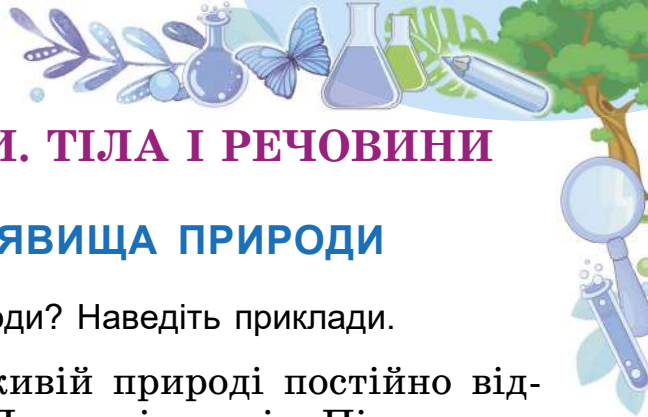 И. ТІЛА І РЕЧОВИНИ
ЯВИЩА ПРИРОДИ
оди? Наведіть приклади.
живій природі постійно від-